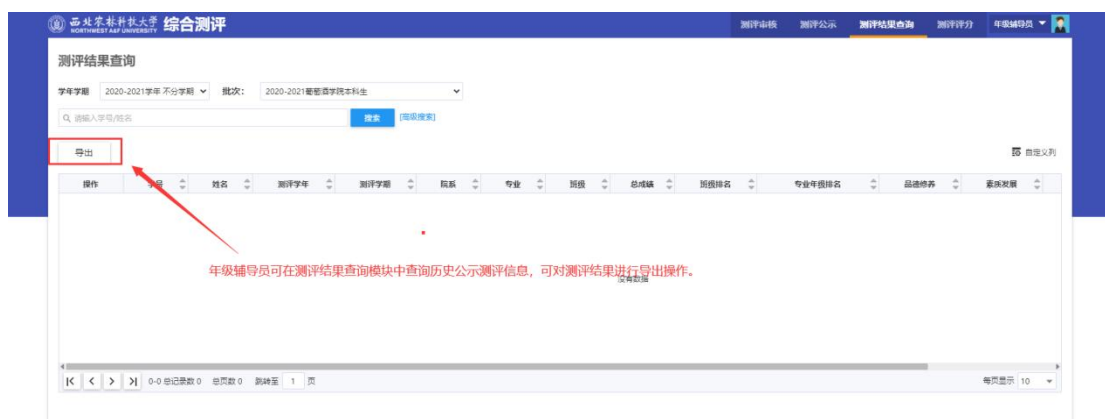 西北农林科技大学 综合测评 测评审核 测评公示 测评结果查询 测评评分 年级辅导员
NORTHWEST A&F UNIVERSITY
测评结果查询
学年学期 2020-2021学年 不分学期 批次: 2020-2021葡萄酒学院本科生
请输入学号/姓名 搜索 [高级搜索]
导出 自定义列
操作 学号 姓名 测评学年 测评学期 院系 专业 班级 总成绩 班级排名 专业年级排名 品德修养 素质发展
年级辅导员可在测评结果查询模块中查询历史公示测评信息，可对测评结果进行导出操作。
没有数据
0-0 总记录数 0 总页数 0 跳转至 1 页 每页显示 10